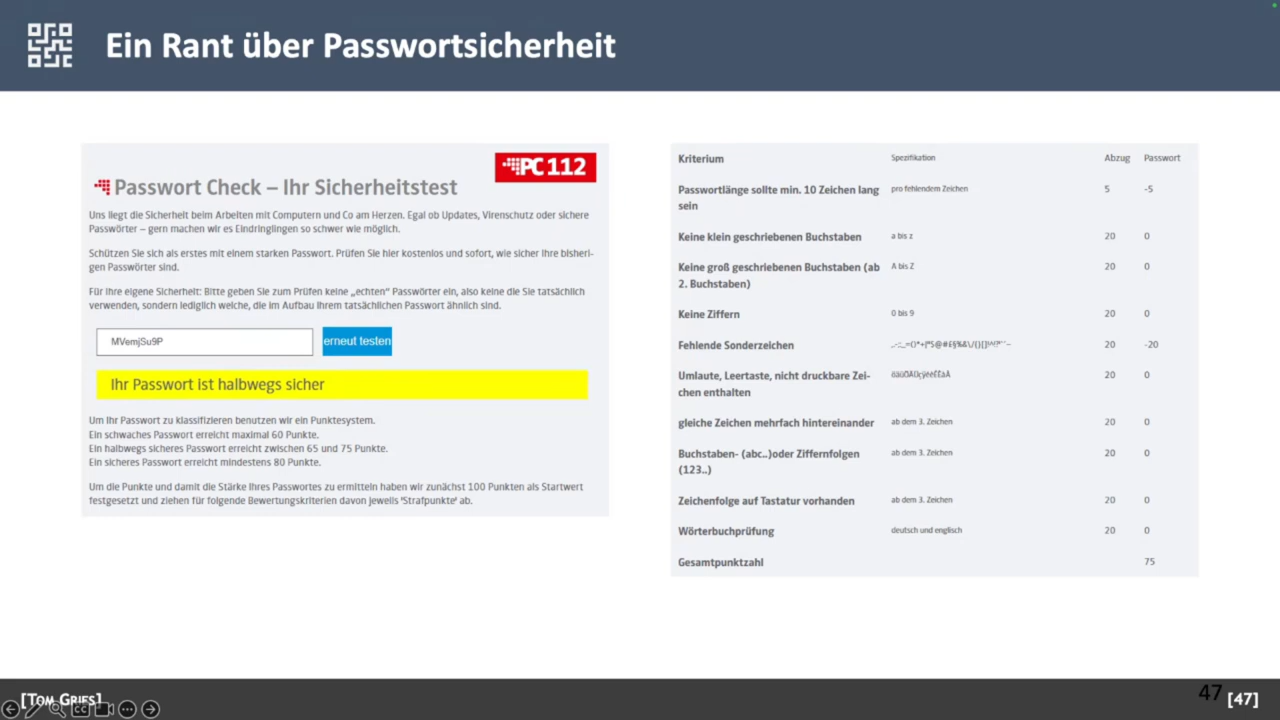 Ein Rant über Passwortsicherheit
PC 112
Passwort Check – Ihr Sicherheitstest
Uns liegt die Sicherheit beim Arbeiten mit Computern und Co am Herzen. Egal ob Updates, Virenschutz oder sichere
Passwörter – gern machen wir es Eindringlingen so schwer wie möglich.
Schützen Sie sich als erstes mit einem starken Passwort. Prüfen Sie hier kostenlos und sofort, wie sicher Ihre bisheri-
gen Passwörter sind.
Für ihre eigene Sicherheit: Bitte geben Sie zum Prüfen keine „echten" Passwörter ein, also keine die Sie tatsächlich
verwenden, sondern lediglich welche, die im Aufbau Ihrem tatsächlichen Passwort ähnlich sind.
MVemjSu9P
erneut testen
Ihr Passwort ist halbwegs sicher
Um Ihr Passwort zu klassifizieren benutzen wir ein Punktesystem.
Ein schwaches Passwort erreicht maximal 60 Punkte.
Ein halbwegs sicheres Passwort erreicht zwischen 65 und 75 Punkte.
Ein sicheres Passwort erreicht mindestens 80 Punkte.
Um die Punkte und damit die Stärke Ihres Passwortes zu ermitteln haben wir zunächst 100 Punkten als Startwert
festgesetzt und ziehen für folgende Bewertungskriterien davon jeweils 'Strafpunkte' ab.
Kriterium Spezifikation Abzug Passwort
Passwortlänge sollte min. 10 Zeichen lang pro fehlendem Zeichen 5 -5
sein
Keine klein geschriebenen Buchstaben a bis z 20 0
Keine groß geschriebenen Buchstaben (ab A bis Z 20 0
2. Buchstaben)
Keine Ziffern 0 bis 9 20 0
Fehlende Sonderzeichen 20 -20
Umlaute, Leertaste, nicht druckbare Zei- 20 0
chen enthalten
gleiche Zeichen mehrfach hintereinander ab dem 3. Zeichen 20 0
Buchstaben- (abc..)oder Ziffernfolgen ab dem 3. Zeichen 20 0
(123..)
Zeichenfolge auf Tastatur vorhanden ab dem 3. Zeichen 20 0
Wörterbuchprüfung deutsch und englisch 20 0
Gesamtpunktzahl 75
[Tom Gries]
47 [47]